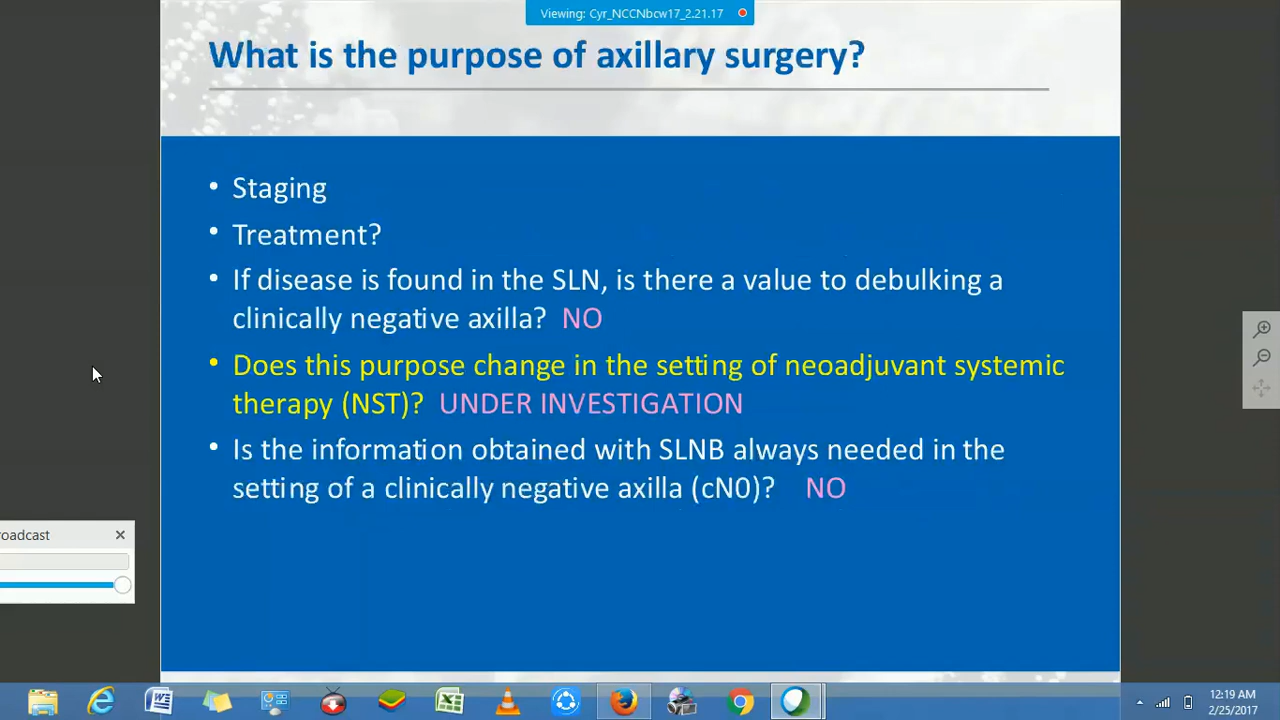 Viewing: Cyr_NCCNbcw17_2.21.17
What is the purpose of axillary surgery?
• Staging
• Treatment?
• If disease is found in the SLN, is there a value to debulking a
clinically negative axilla? NO
• Does this purpose change in the setting of neoadjuvant systemic
therapy (NST)? UNDER INVESTIGATION
• Is the information obtained with SLNB always needed in the
setting of a clinically negative axilla (cN0)? NO
roadcast
12:19 AM
2/25/2017